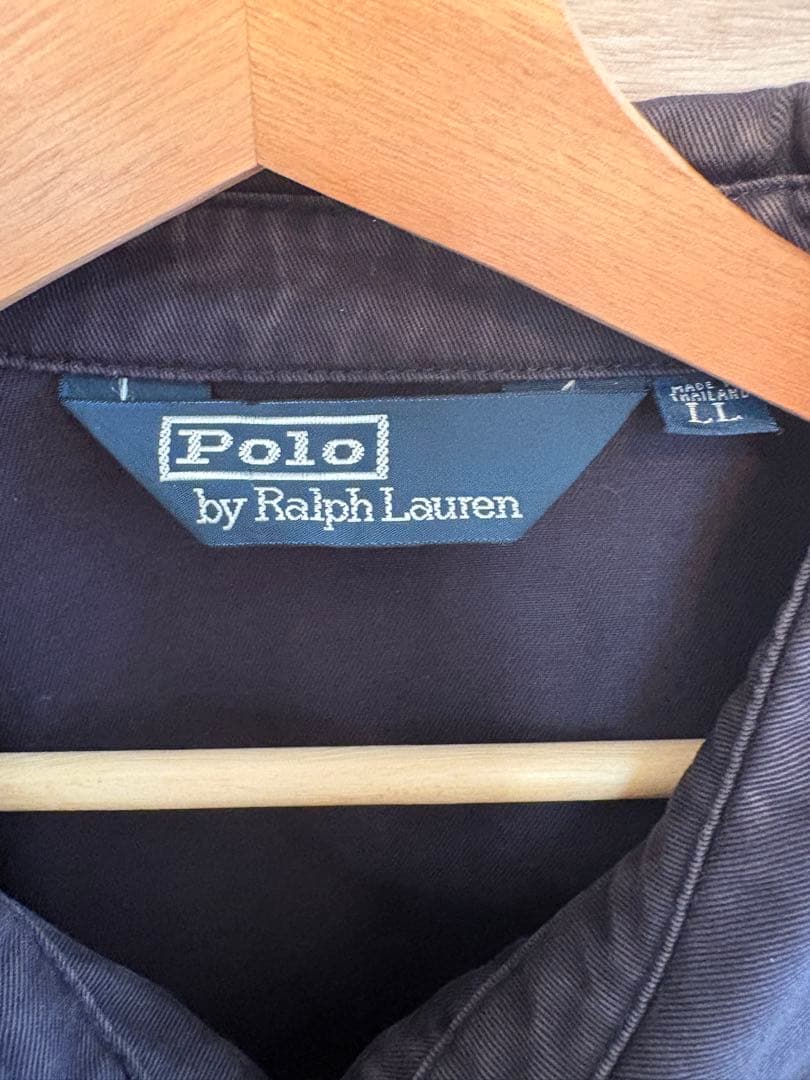 Polo
by Ralph Lauren
MADE IN
THAILAND
LL